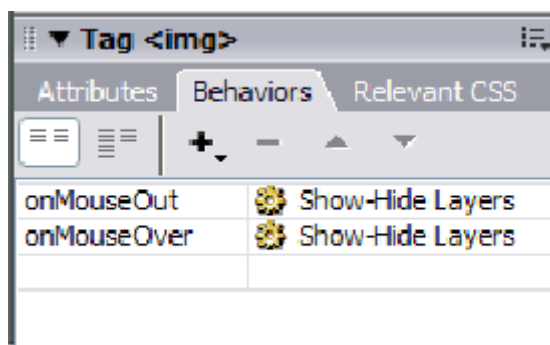 Tag <img>
Attributes Behaviors Relevant CSS
onMouseOut Show-Hide Layers
onMouseOver Show-Hide Layers